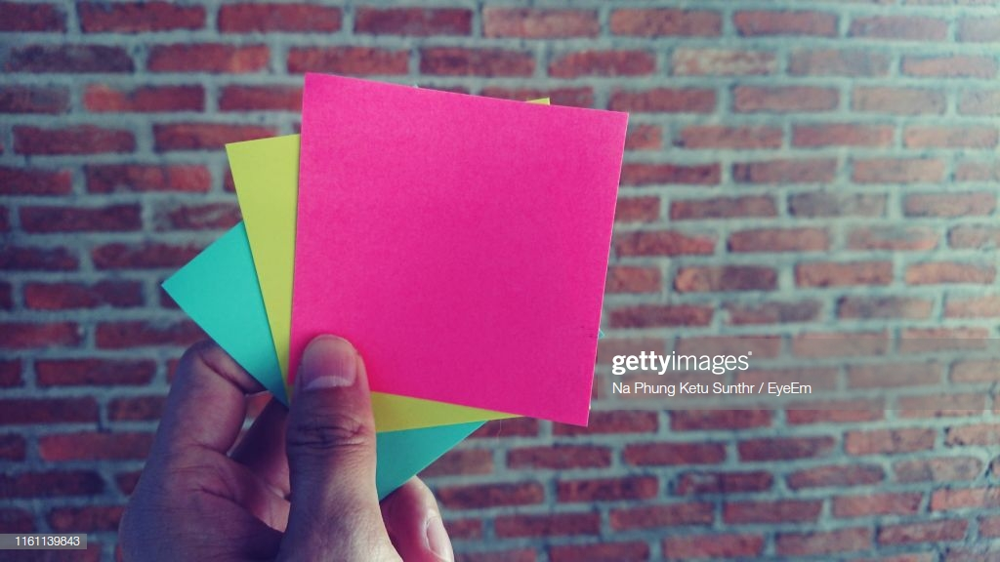 gettyimages®
Na Phung Ketu Sunthr / EyeEm
1161139843